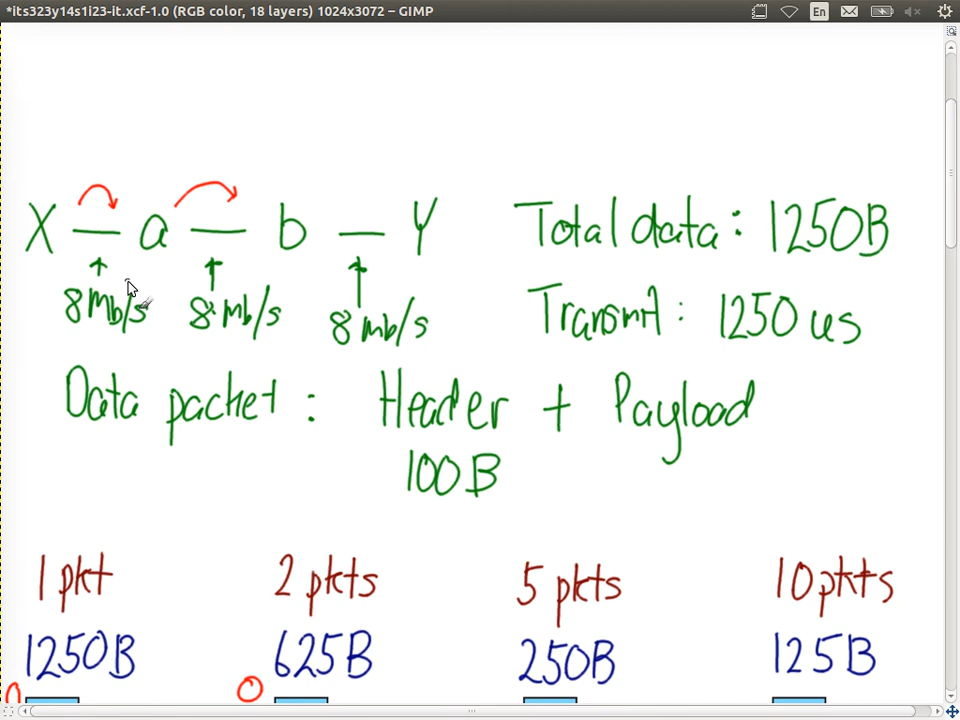 *its323y14s1i23-it.xcf-1.0 (RGB color, 18 layers) 1024x3072 – GIMP
En
X — a — b — Y
Total data : 1250B
8mb/s 8mb/s 8mb/s
Transmit : 1250 us
Data packet : Header + Payload
100B
1 pkt 2 pkts 5 pkts 10 pkts
1250B 625B 250B 125B
0 0